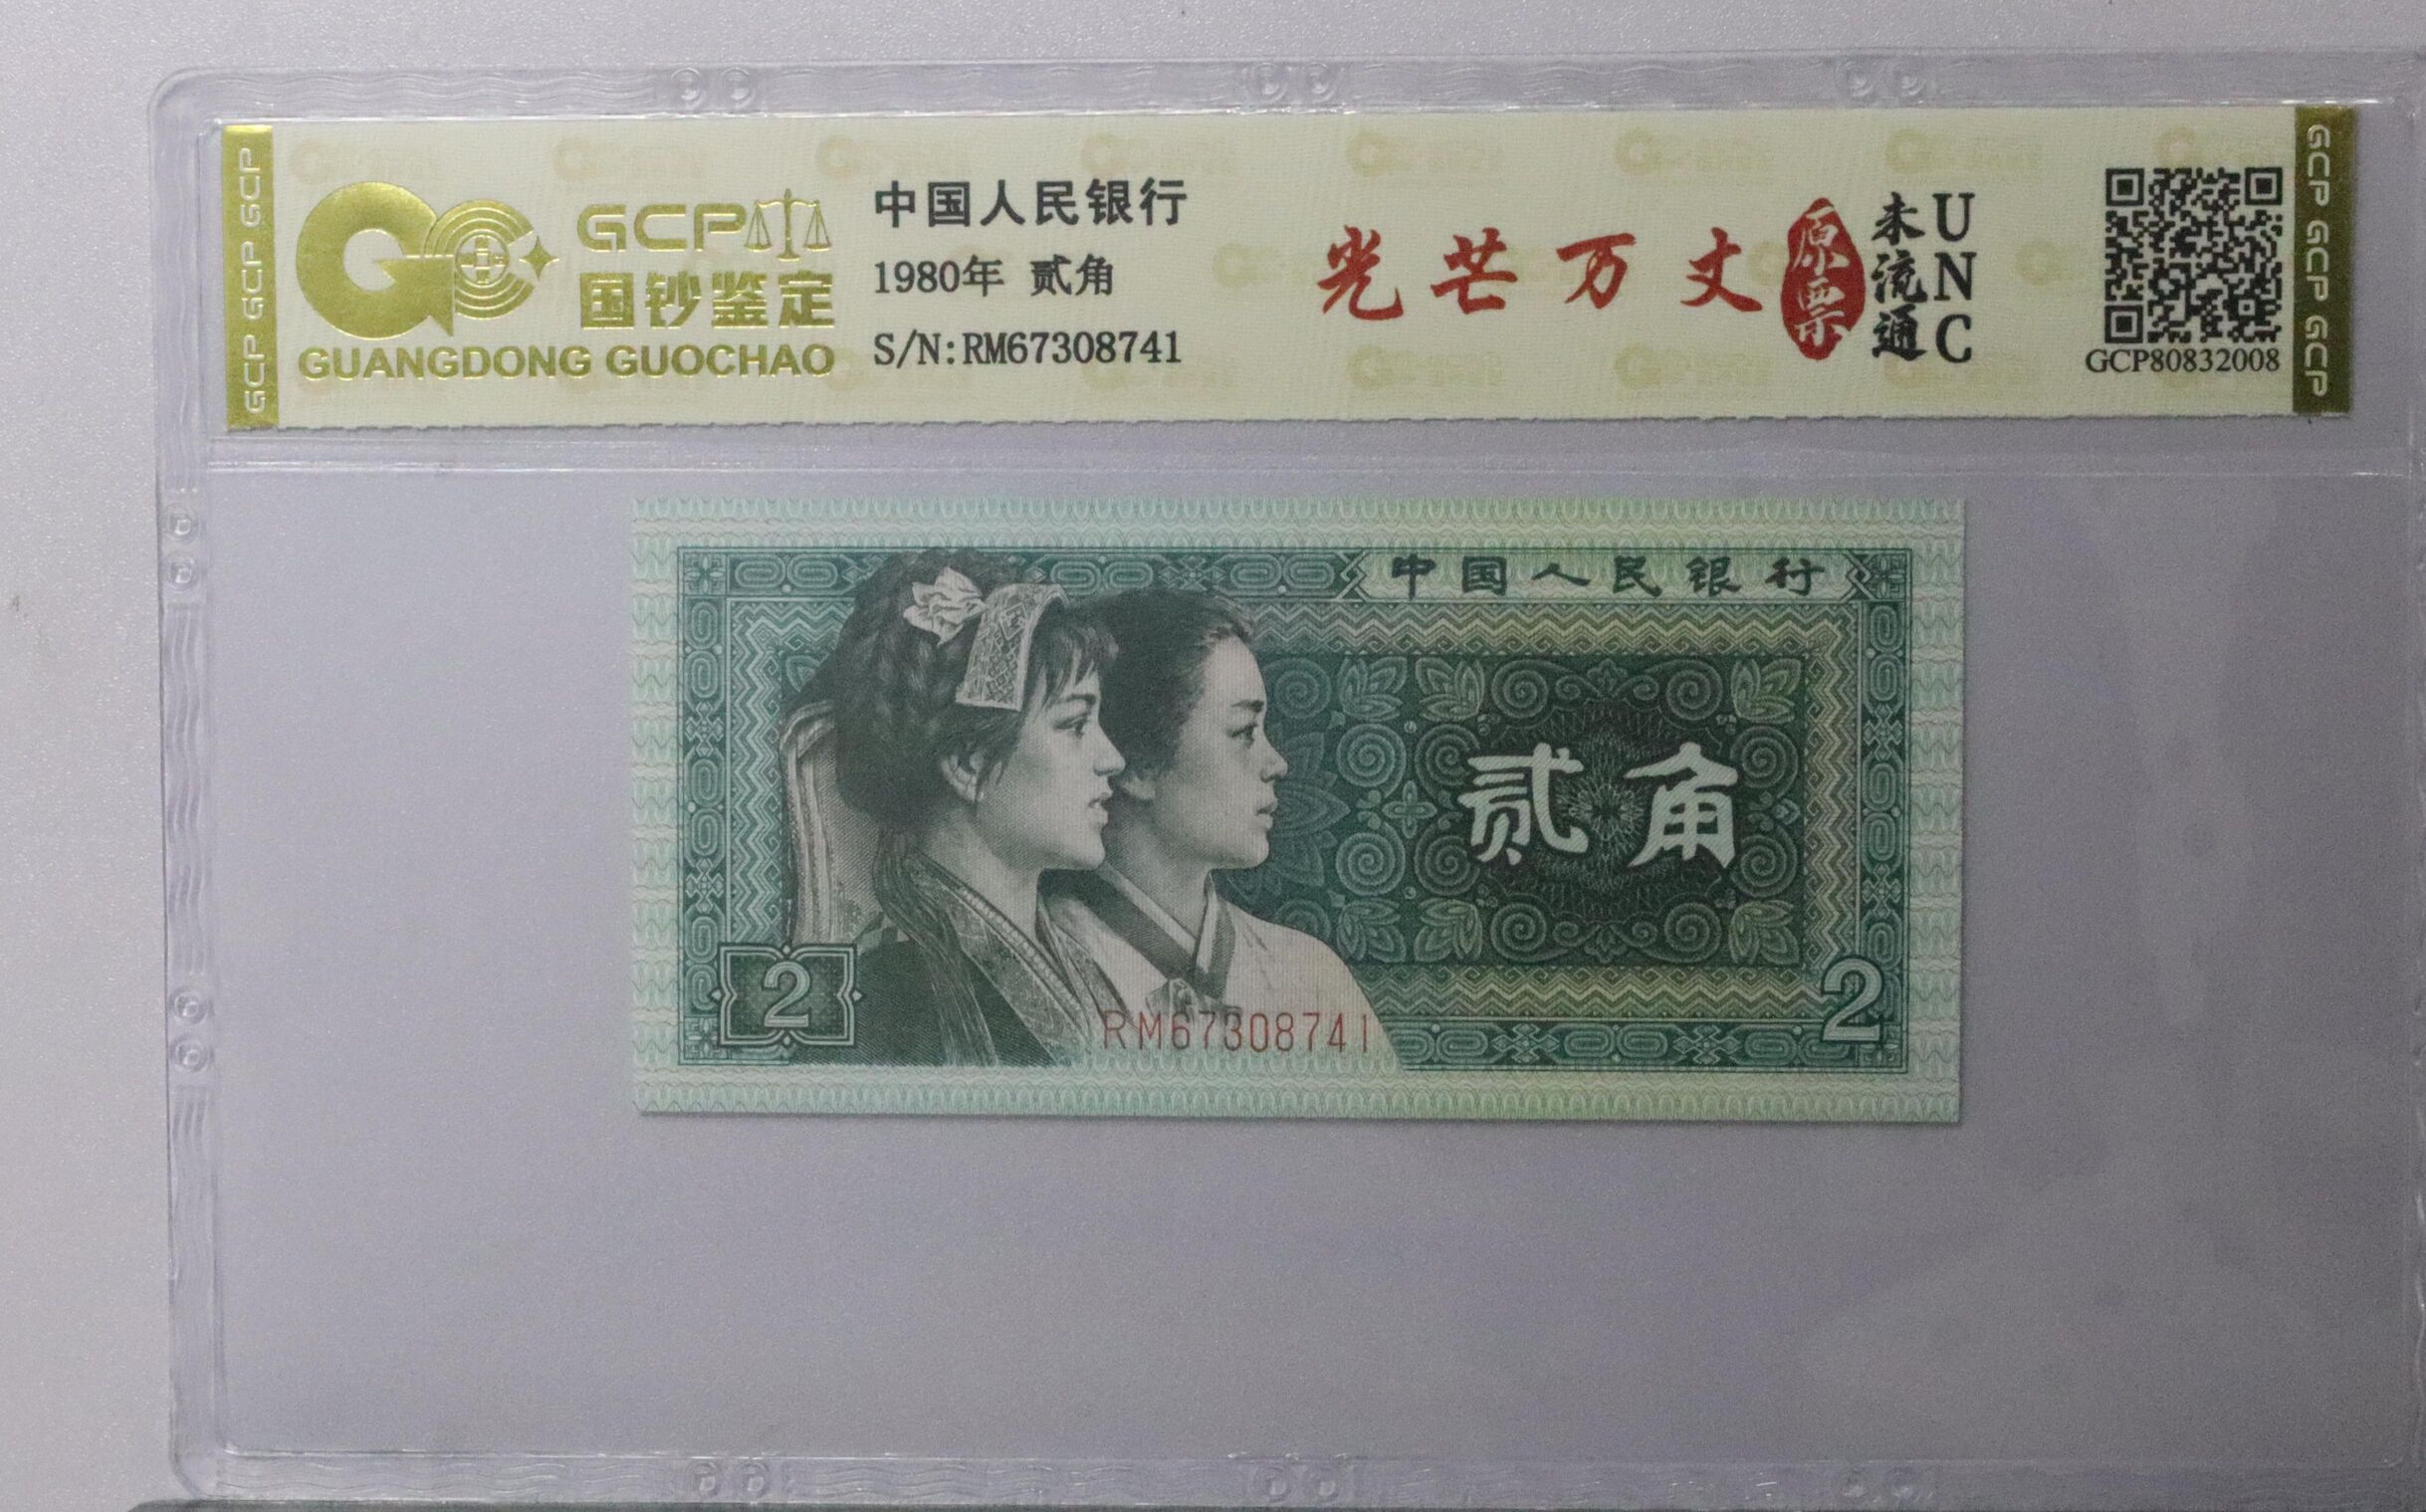 GCP GCP GCP
GCP
国钞鉴定
GUANGDONG GUOCHAO
中国人民银行
1980年 贰角
S/N:RM67308741
光芒万丈
原票
未流通
UNC
GCP80832008
GCP GCP GCP
中国人民银行
贰角
2
RM67308741
2